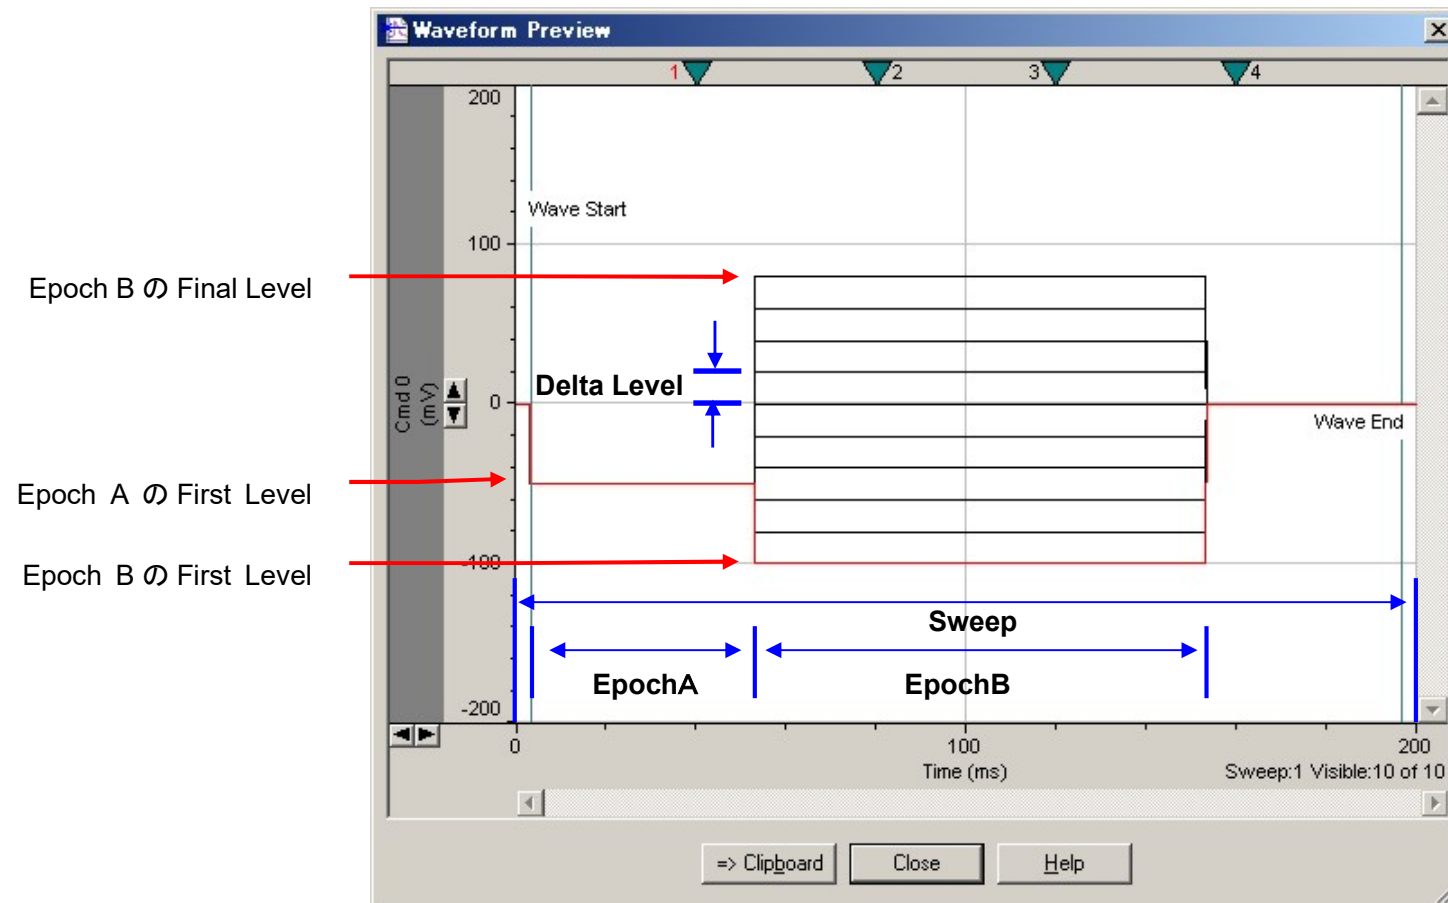 Waveform Preview
1 2 3 4
200
Wave Start
100
Epoch B の Final Level
Delta Level
Cmd 0
(mV)
0
Wave End
Epoch A の First Level
-100
Epoch B の First Level
Sweep
EpochA EpochB
-200
0 100 200
Time (ms) Sweep:1 Visible:10 of 10
=> Clipboard Close Help